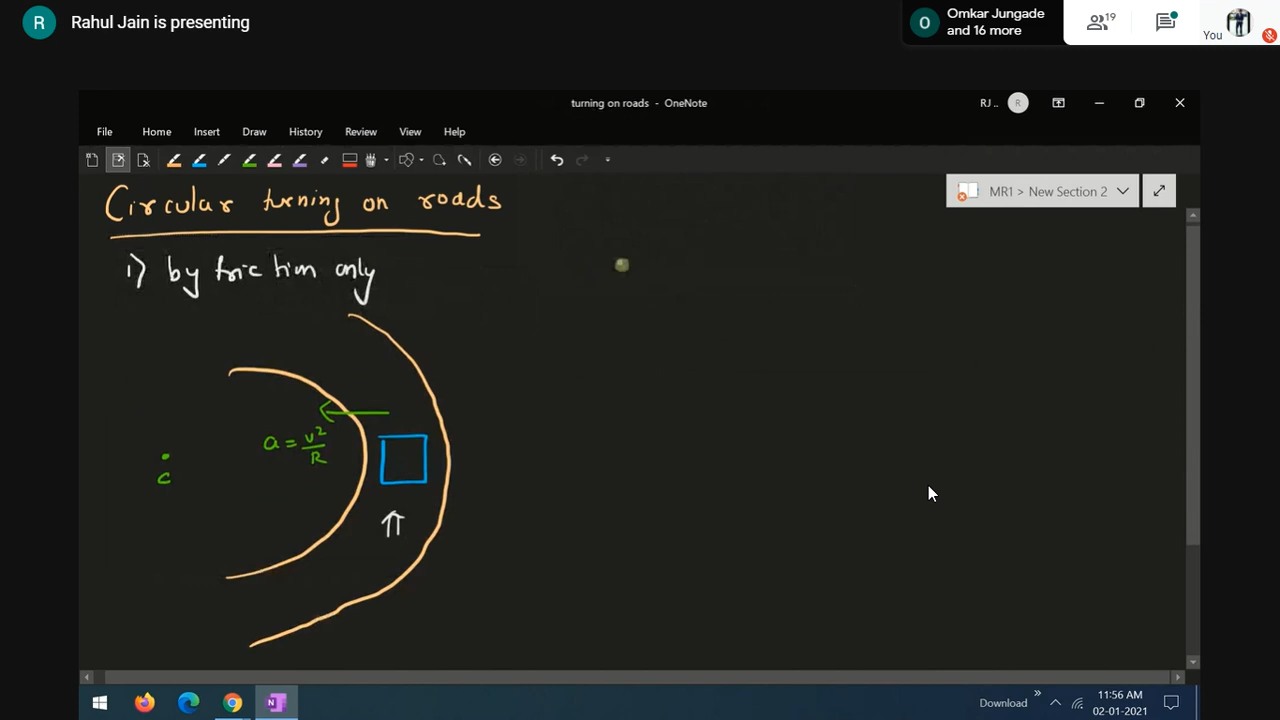 R Rahul Jain is presenting
O Omkar Jungade
and 16 more
19
You
turning on roads - OneNote
RJ .. R
File Home Insert Draw History Review View Help
MR1 > New Section 2
Circular turning on roads
1) by friction only
a = v²/R
c
Download
11:56 AM
02-01-2021